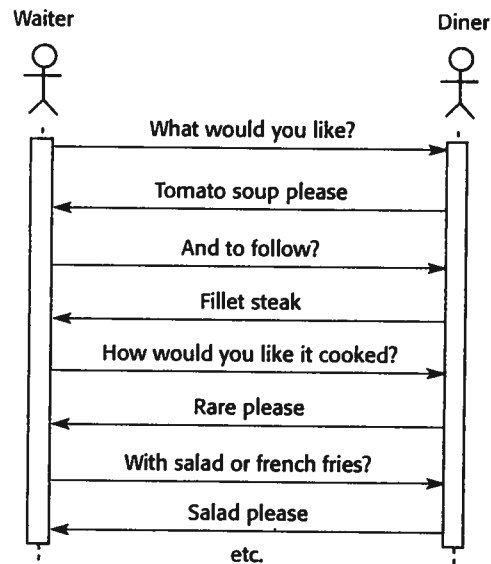 Waiter
Diner
What would you like?
Tomato soup please
And to follow?
Fillet steak
How would you like it cooked?
Rare please
With salad or french fries?
Salad please
etc.